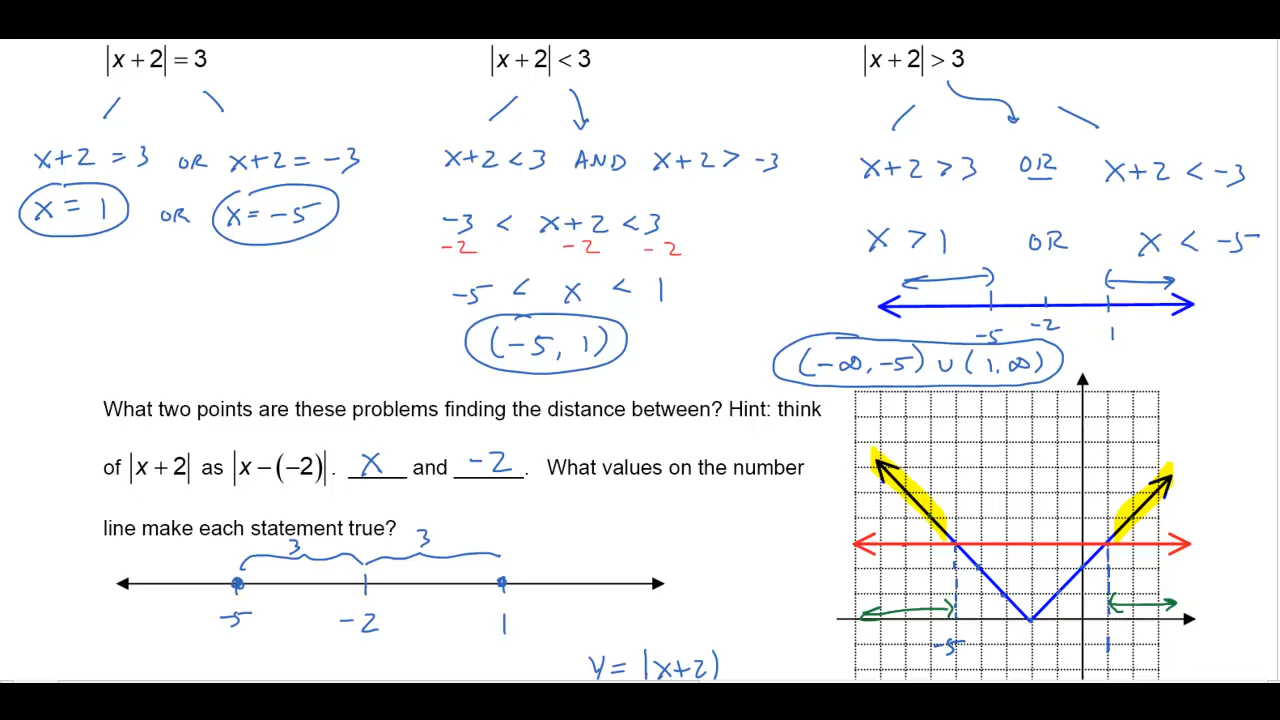 |x + 2| = 3
x+2 = 3 OR x+2 = -3
x = 1 OR x = -5
|x + 2| < 3
x+2 < 3 AND x+2 > -3
-3 < x+2 < 3
-2 -2 -2
-5 < x < 1
(-5, 1)
|x + 2| > 3
x+2 > 3 OR x+2 < -3
x > 1 OR x < -5
-5 -2 1
(-∞, -5) ∪ (1, ∞)
What two points are these problems finding the distance between? Hint: think
of |x + 2| as |x − (−2)|. x and -2. What values on the number
line make each statement true?
3 3
-5 -2 1
y = |x+2|
-5 1